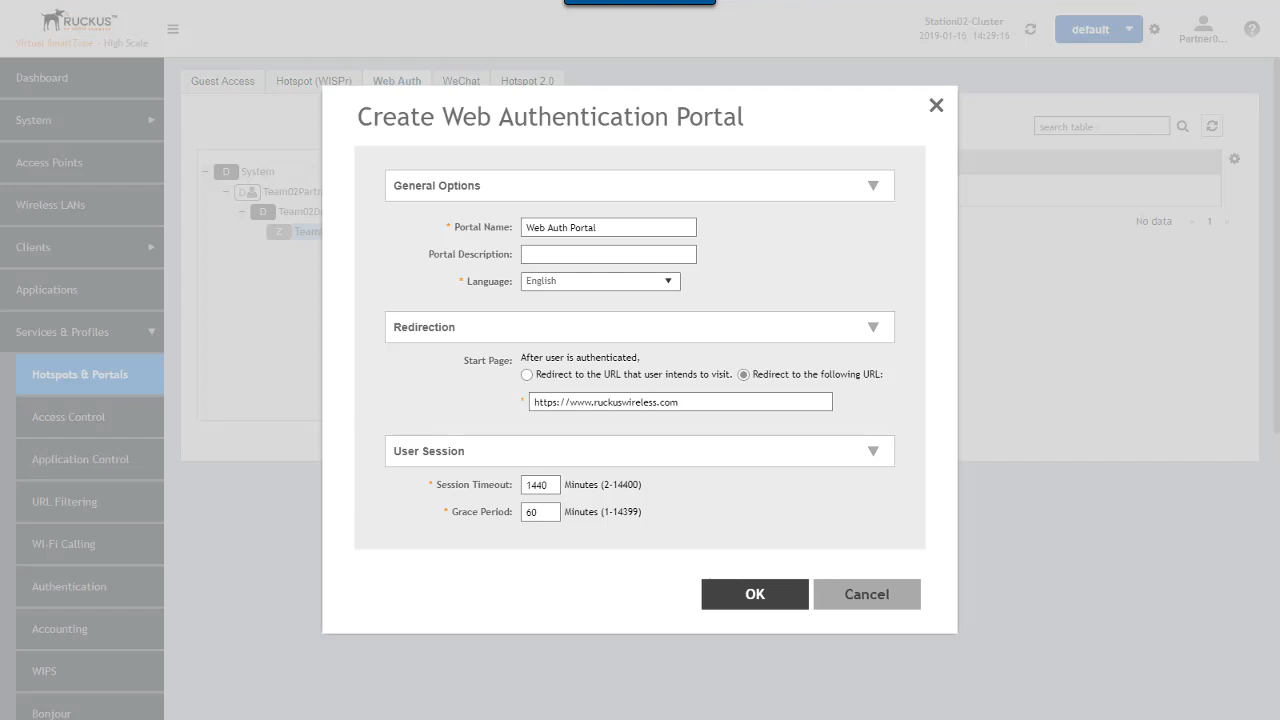 RUCKUS™
Virtual SmartZone - High Scale
Station02-Cluster
2019-01-16 14:29:16
default
Partner0...
Dashboard
System
Access Points
Wireless LANs
Clients
Applications
Services & Profiles
Hotspots & Portals
Access Control
Application Control
URL Filtering
Wi-Fi Calling
Authentication
Accounting
WIPS
Bonjour
Guest Access
Hotspot (WISPr)
Web Auth
WeChat
Hotspot 2.0
search table
D System
D Team02Partn
D Team02D
Z Team
No data
1
Create Web Authentication Portal
General Options
* Portal Name: Web Auth Portal
Portal Description:
* Language: English
Redirection
Start Page: After user is authenticated,
Redirect to the URL that user intends to visit. Redirect to the following URL:
* https://www.ruckuswireless.com
User Session
* Session Timeout: 1440 Minutes (2-14400)
* Grace Period: 60 Minutes (1-14399)
OK
Cancel